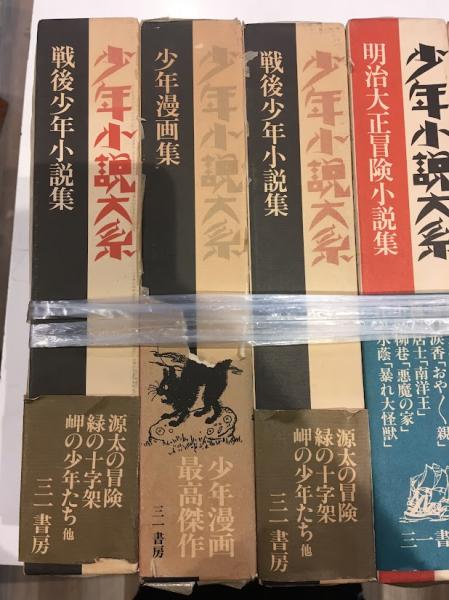 少年小説大系
戦後少年小説集
源太の冒険
緑の十字架
岬の少年たち 他
三一書房
少年小説大系
少年漫画集
少年漫画
最高傑作
三一書房
少年小説大系
戦後少年小説集
源太の冒険
緑の十字架
岬の少年たち 他
三一書房
少年小説大系
明治大正冒険小説集
涙香「おやく親」
居士「南洋王」
柳巷「悪魔の家」
水蔭「暴れ大怪獣」
三一書